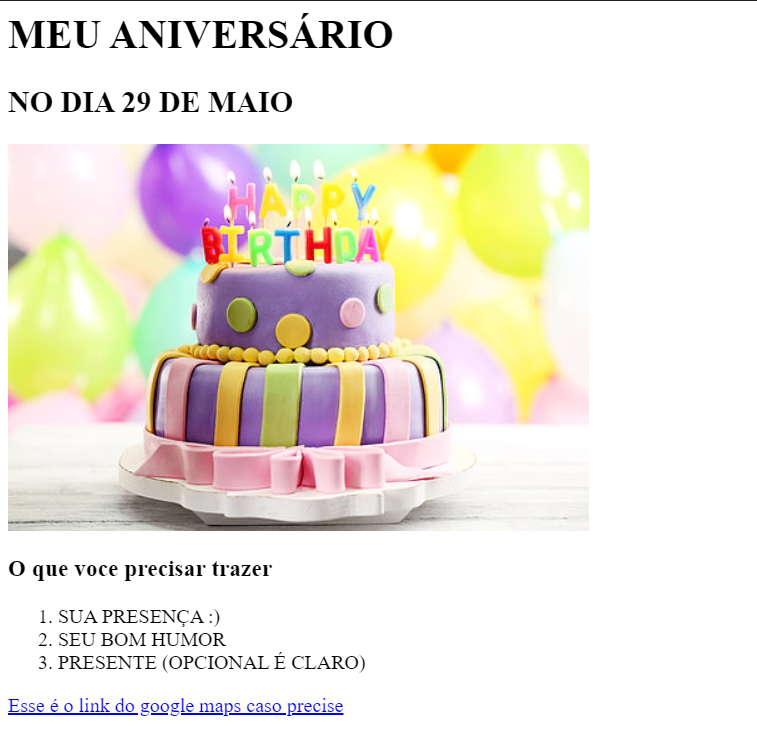 MEU ANIVERSÁRIO
NO DIA 29 DE MAIO
HAPPY
BIRTHDAY
O que voce precisar trazer
1. SUA PRESENÇA :)
2. SEU BOM HUMOR
3. PRESENTE (OPCIONAL É CLARO)
Esse é o link do google maps caso precise